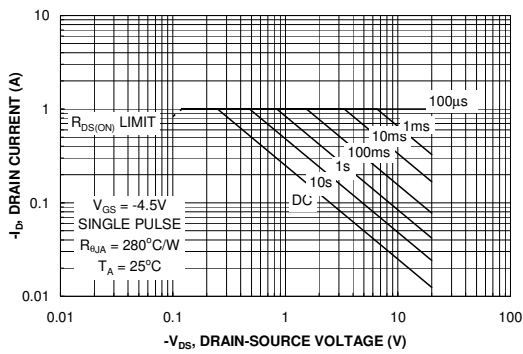 10
1
0.1
0.01
-I_D, DRAIN CURRENT (A)
R_DS(ON) LIMIT
100µs
1ms
10ms
100ms
1s
10s
DC
V_GS = -4.5V
SINGLE PULSE
R_θJA = 280°C/W
T_A = 25°C
0.01 0.1 1 10 100
-V_DS, DRAIN-SOURCE VOLTAGE (V)